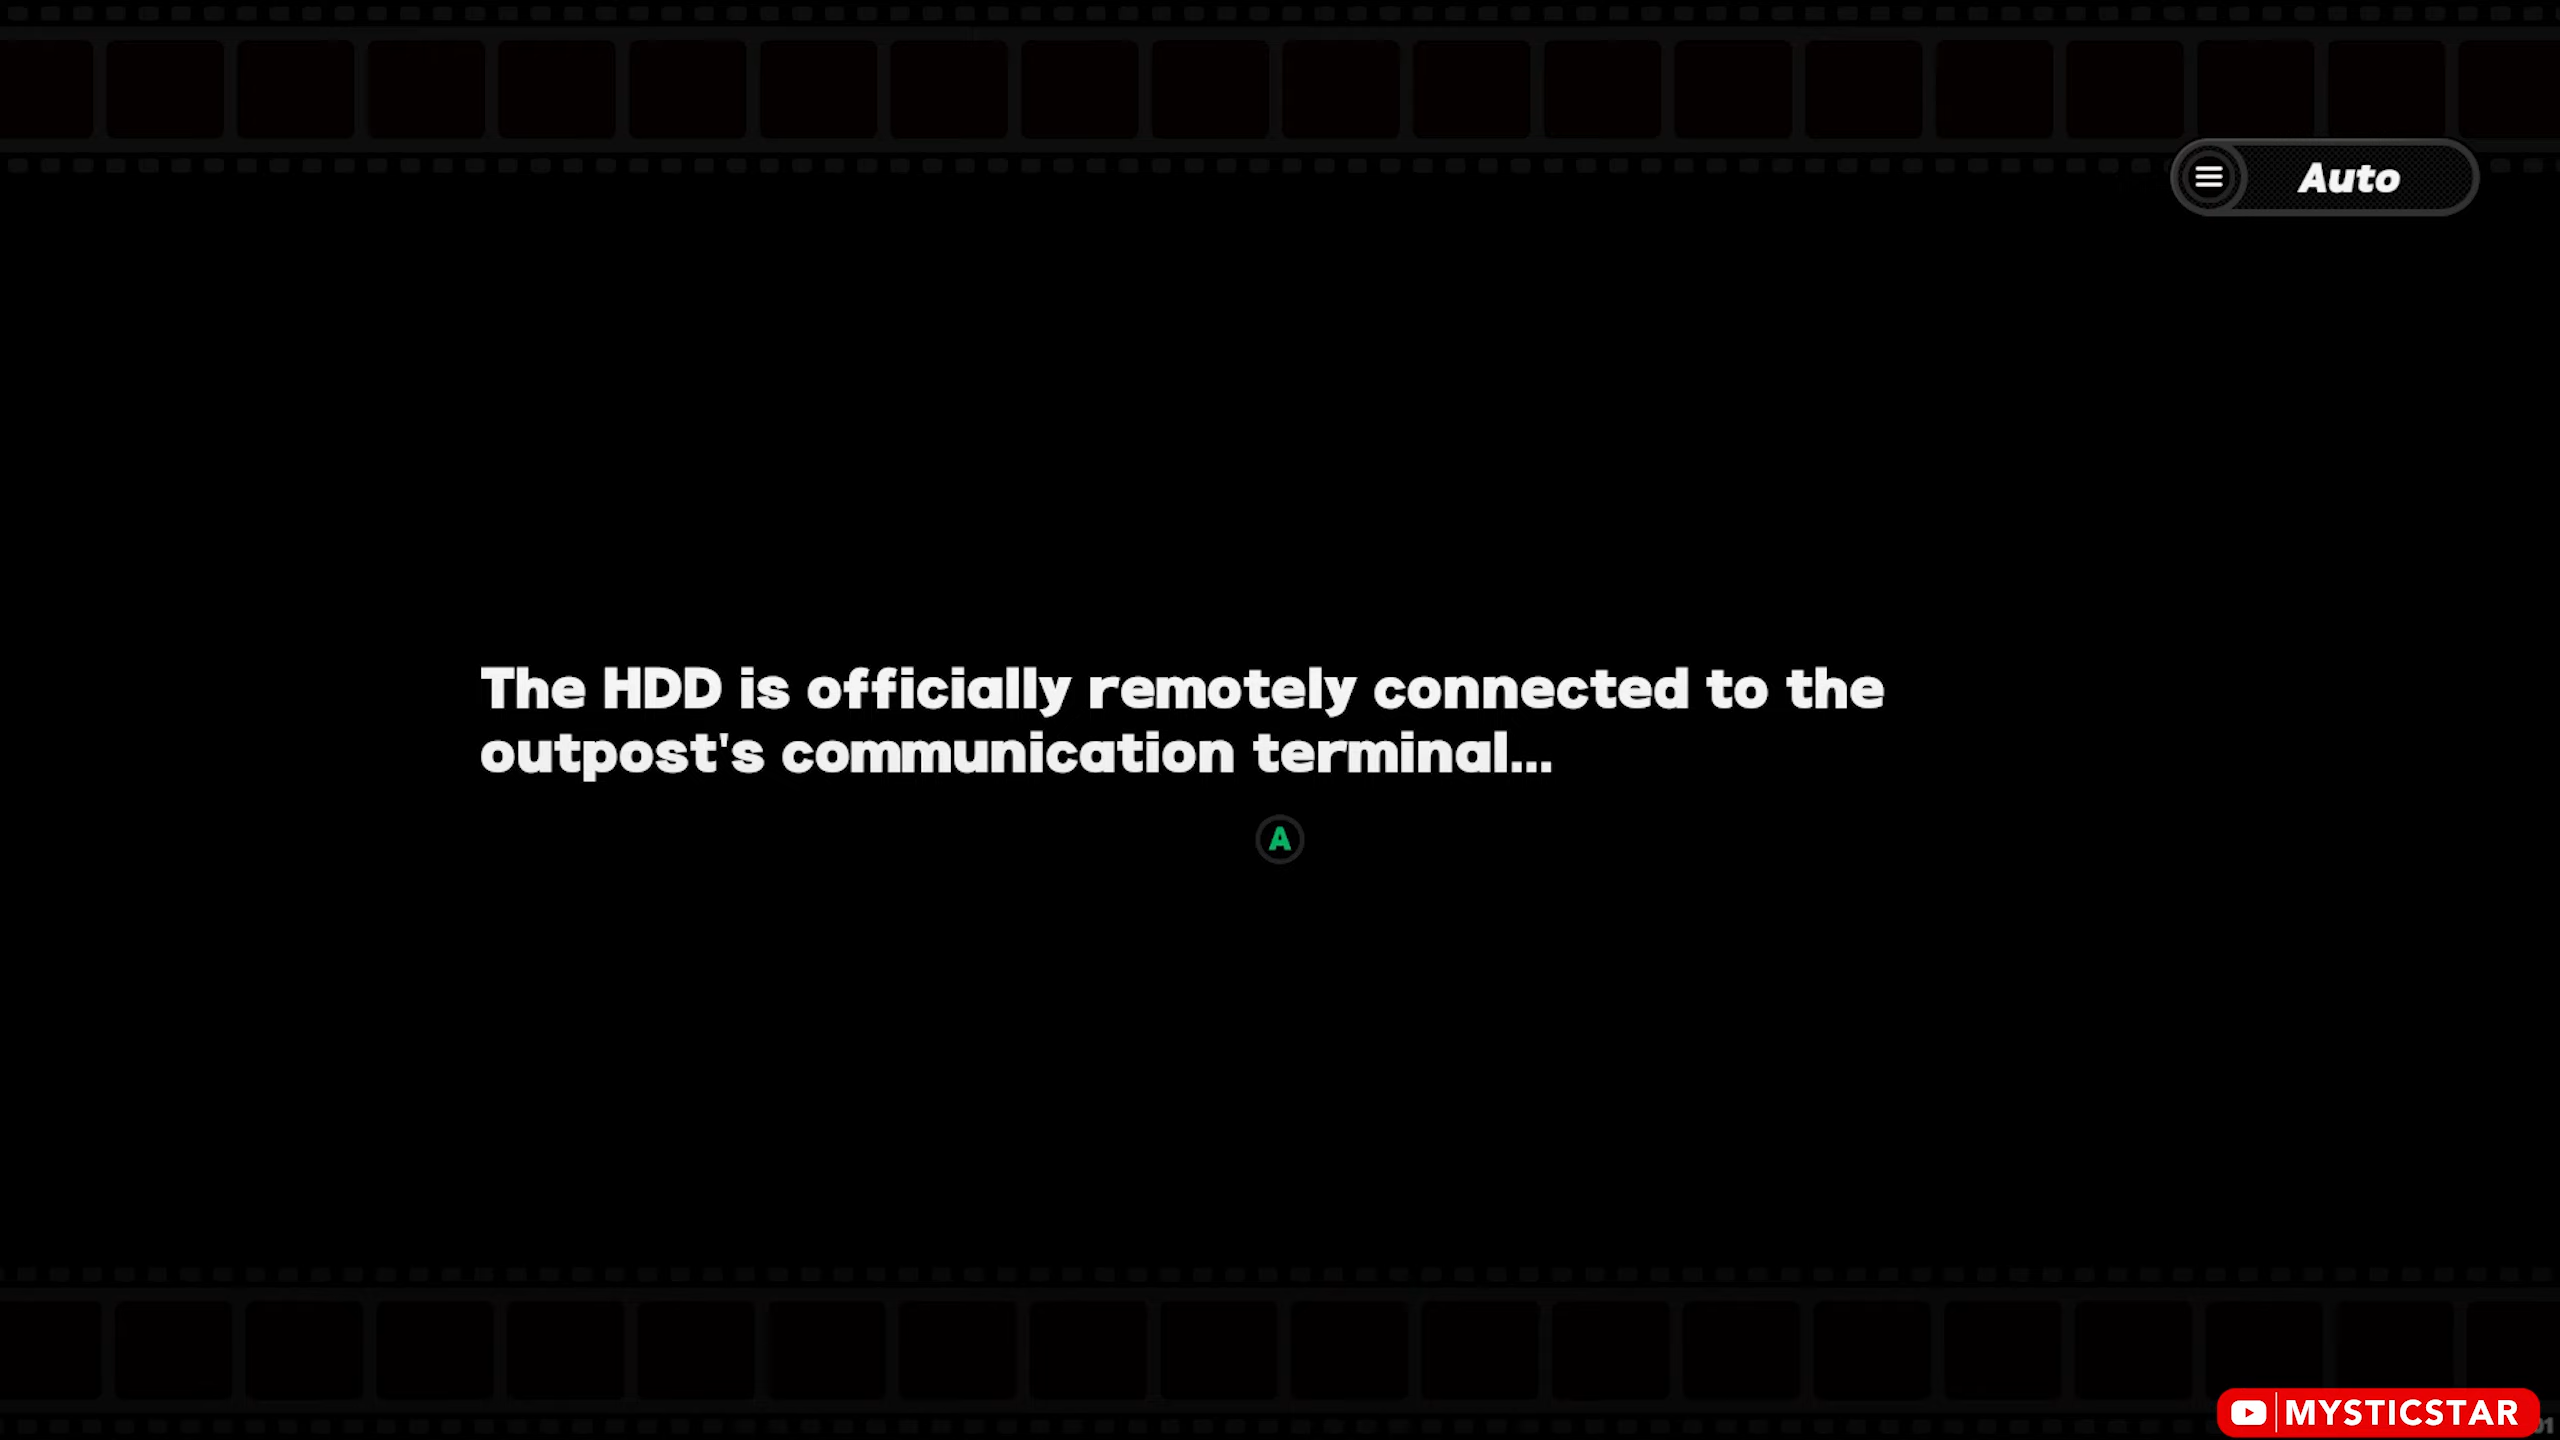 Auto
The HDD is officially remotely connected to the
outpost's communication terminal...
A
MYSTICSTAR